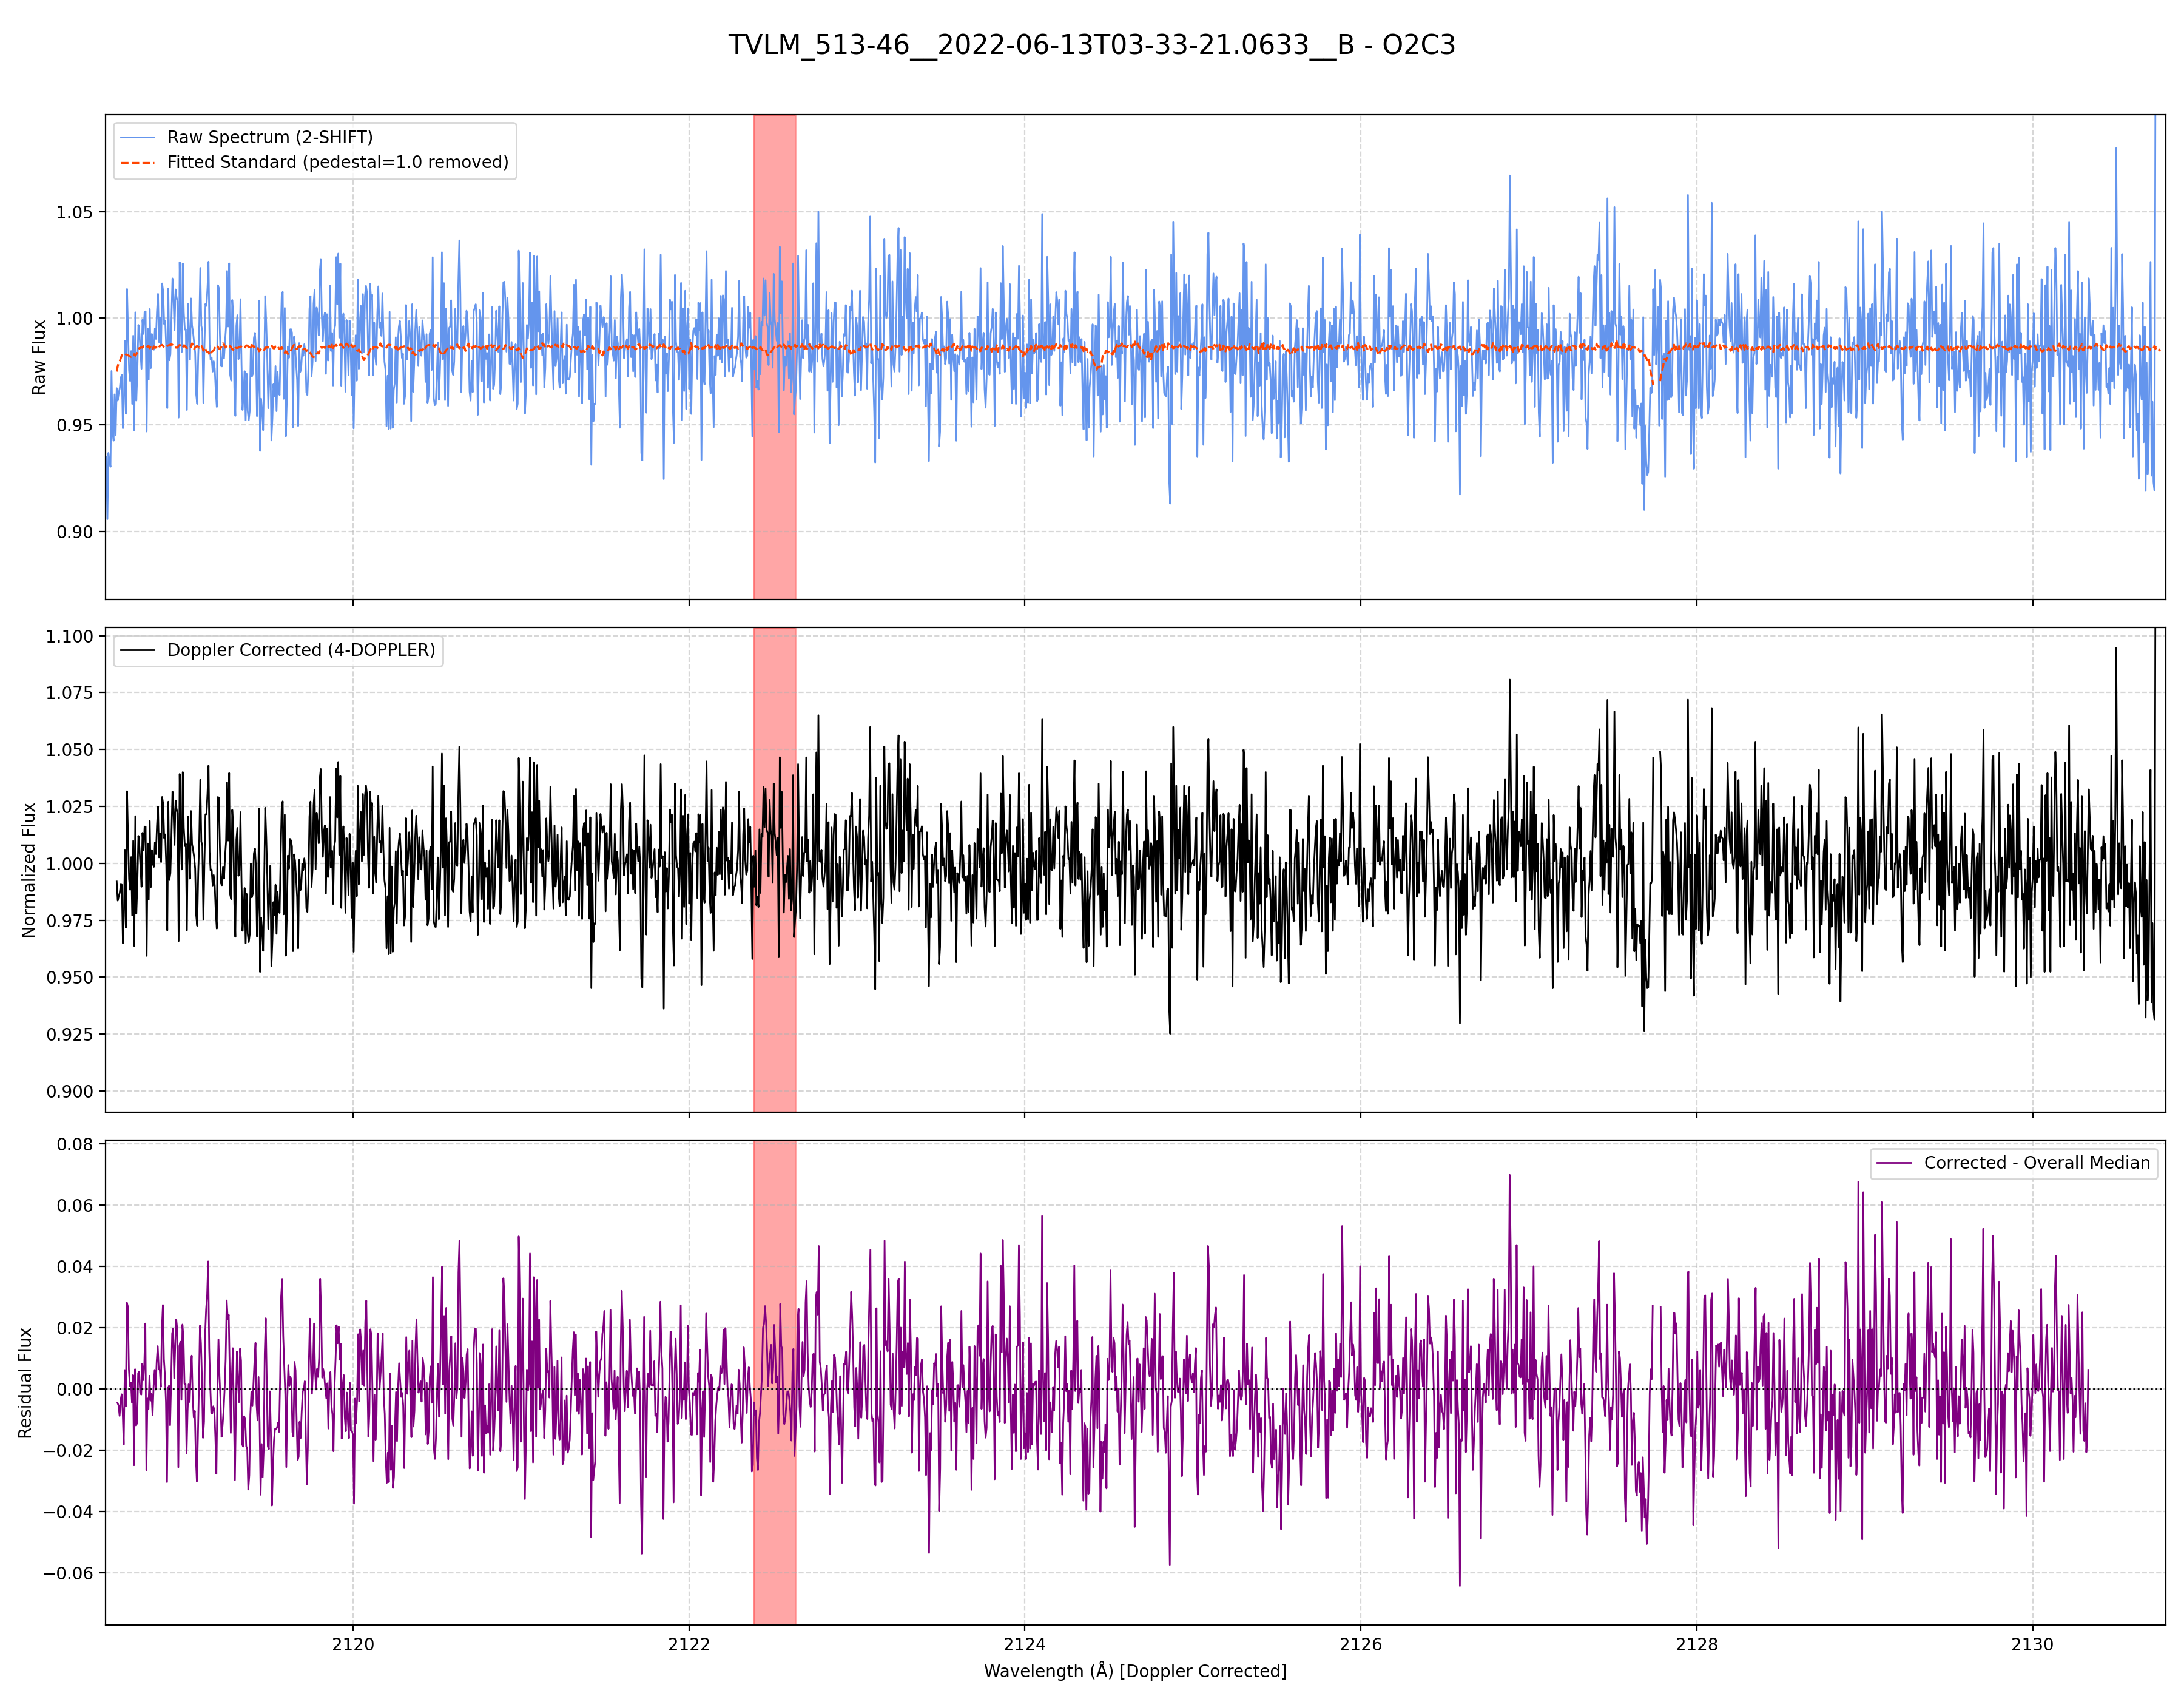 TVLM_513-46__2022-06-13T03-33-21.0633__B - O2C3
Raw Spectrum (2-SHIFT)
Fitted Standard (pedestal=1.0 removed)
Raw Flux
1.05
1.00
0.95
0.90
Doppler Corrected (4-DOPPLER)
Normalized Flux
1.100
1.075
1.050
1.025
1.000
0.975
0.950
0.925
0.900
Corrected - Overall Median
Residual Flux
0.08
0.06
0.04
0.02
0.00
−0.02
−0.04
−0.06
2120 2122 2124 2126 2128 2130
Wavelength (Å) [Doppler Corrected]